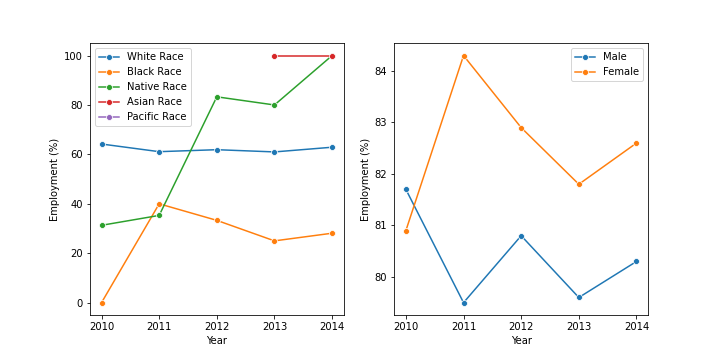 White Race
Black Race
Native Race
Asian Race
Pacific Race
100
80
60
40
20
0
Employment (%)
2010 2011 2012 2013 2014
Year
Male
Female
84
83
82
81
80
Employment (%)
2010 2011 2012 2013 2014
Year